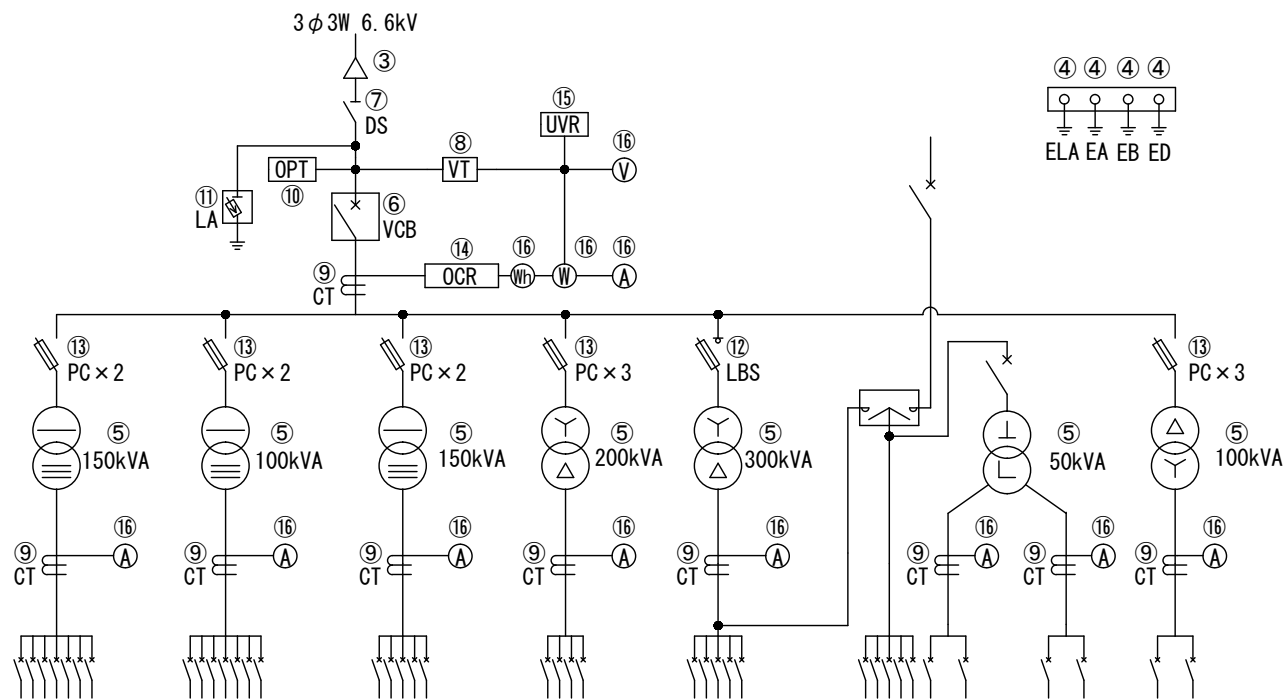 3φ3W 6.6kV
③
④ ④ ④ ④
⑦
DS
⑮
UVR
ELA EA EB ED
OPT
⑧
VT
⑯
V
⑩
⑪
LA
⑥
VCB
⑭
OCR
⑯
Wh
⑯
W
⑯
A
⑨
CT
⑬
PC×2
⑬
PC×2
⑬
PC×2
⑬
PC×3
⑫
LBS
⑬
PC×3
⑤
150kVA
⑤
100kVA
⑤
150kVA
⑤
200kVA
⑤
300kVA
⑤
50kVA
⑤
100kVA
⑨
CT
⑯
A
⑨
CT
⑯
A
⑨
CT
⑯
A
⑨
CT
⑯
A
⑨
CT
⑯
A
⑨
CT
⑯
A
⑨
CT
⑯
A
⑨
CT
⑯
A